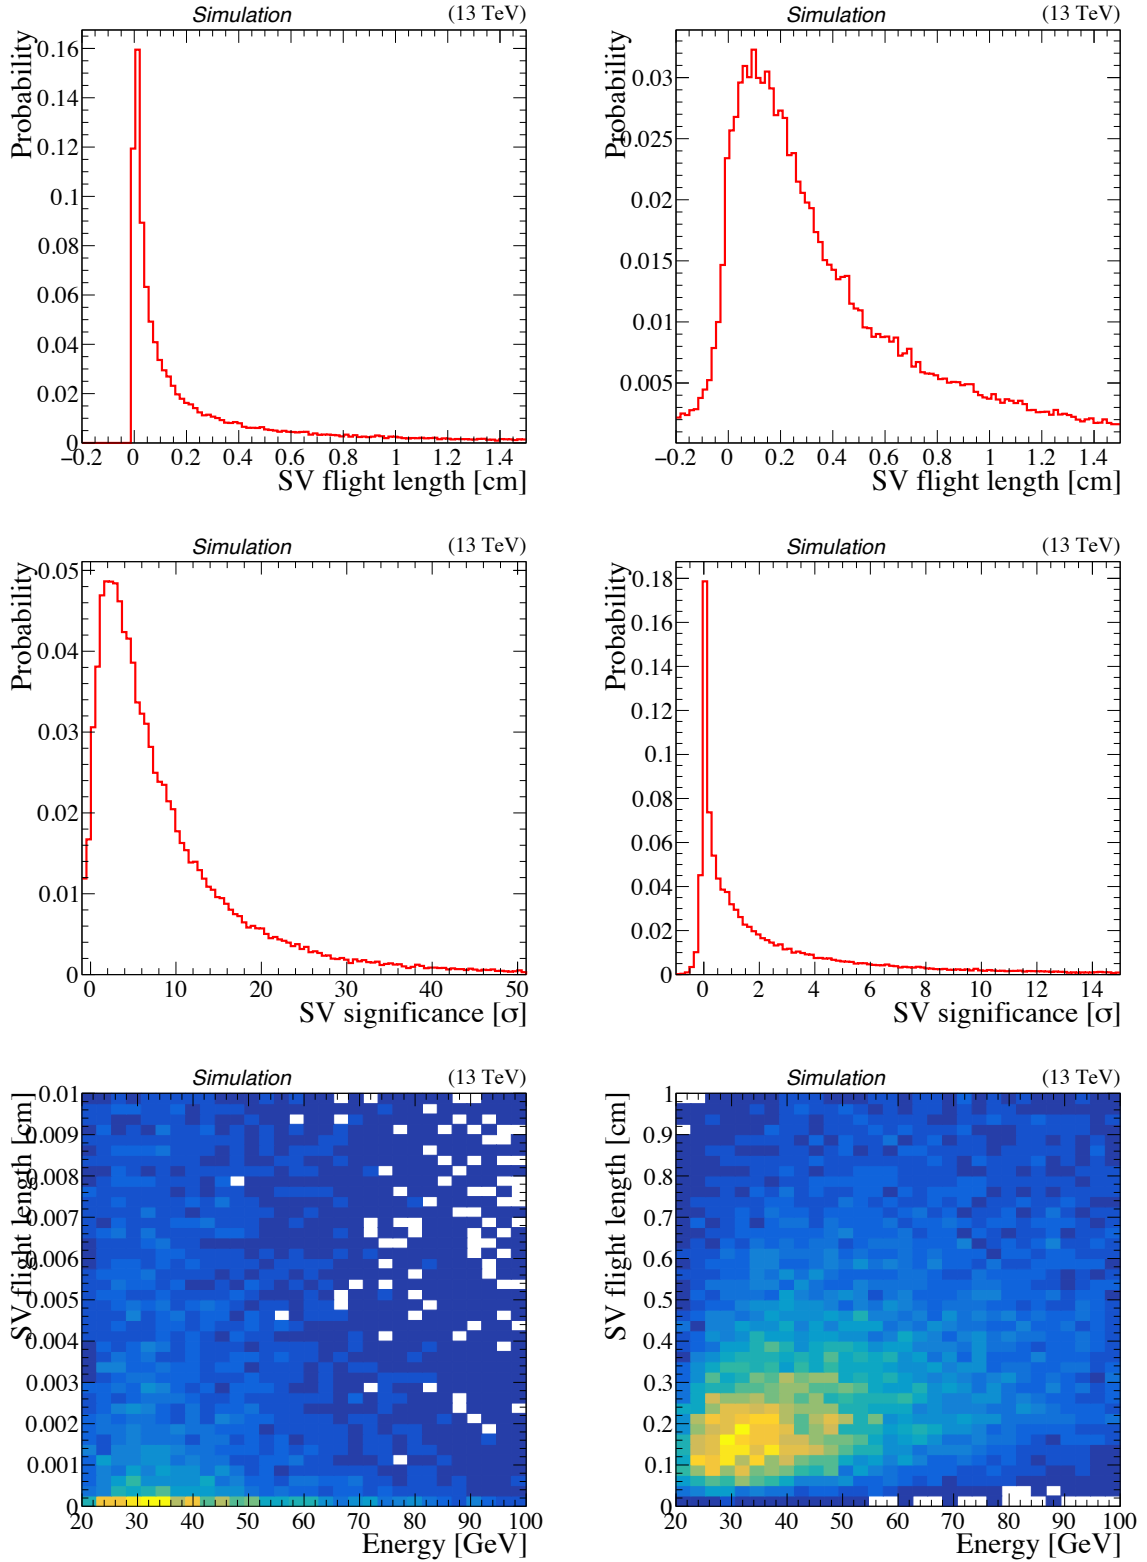 Simulation (13 TeV)
Probability
0.16
0.14
0.12
0.1
0.08
0.06
0.04
0.02
0
−0.2 0 0.2 0.4 0.6 0.8 1 1.2 1.4
SV flight length [cm]
Simulation (13 TeV)
Probability
0.03
0.025
0.02
0.015
0.01
0.005
−0.2 0 0.2 0.4 0.6 0.8 1 1.2 1.4
SV flight length [cm]
Simulation (13 TeV)
Probability
0.05
0.04
0.03
0.02
0.01
0
0 10 20 30 40 50
SV significance [σ]
Simulation (13 TeV)
Probability
0.18
0.16
0.14
0.12
0.1
0.08
0.06
0.04
0.02
0
0 2 4 6 8 10 12 14
SV significance [σ]
Simulation (13 TeV)
SV flight length [cm]
0.01
0.009
0.008
0.007
0.006
0.005
0.004
0.003
0.002
0.001
0
20 30 40 50 60 70 80 90 100
Energy [GeV]
Simulation (13 TeV)
SV flight length [cm]
1
0.9
0.8
0.7
0.6
0.5
0.4
0.3
0.2
0.1
0
20 30 40 50 60 70 80 90 100
Energy [GeV]